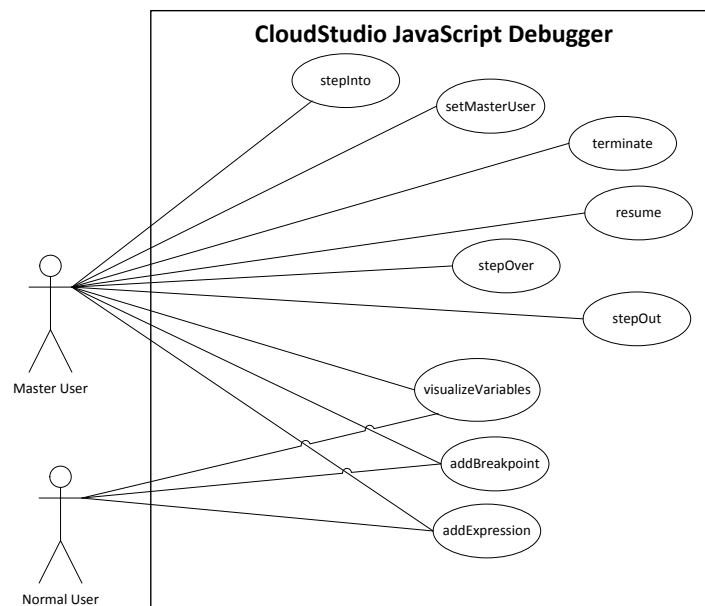 CloudStudio JavaScript Debugger
stepInto
setMasterUser
terminate
resume
stepOver
stepOut
Master User
visualizeVariables
addBreakpoint
addExpression
Normal User